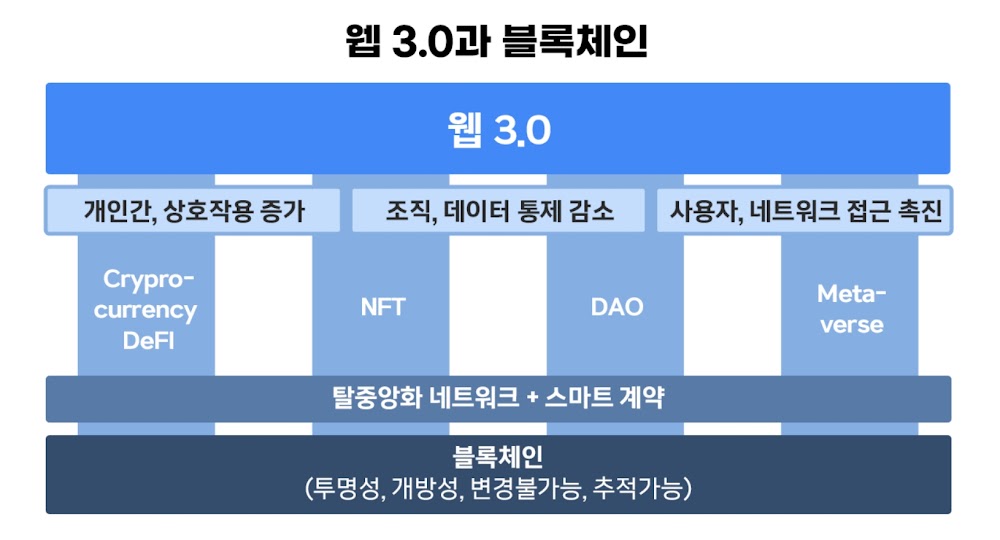 웹 3.0과 블록체인
웹 3.0
개인간, 상호작용 증가
조직, 데이터 통제 감소
사용자, 네트워크 접근 촉진
Crypro-
currency
DeFI
NFT
DAO
Meta-
verse
탈중앙화 네트워크 + 스마트 계약
블록체인
(투명성, 개방성, 변경불가능, 추적가능)